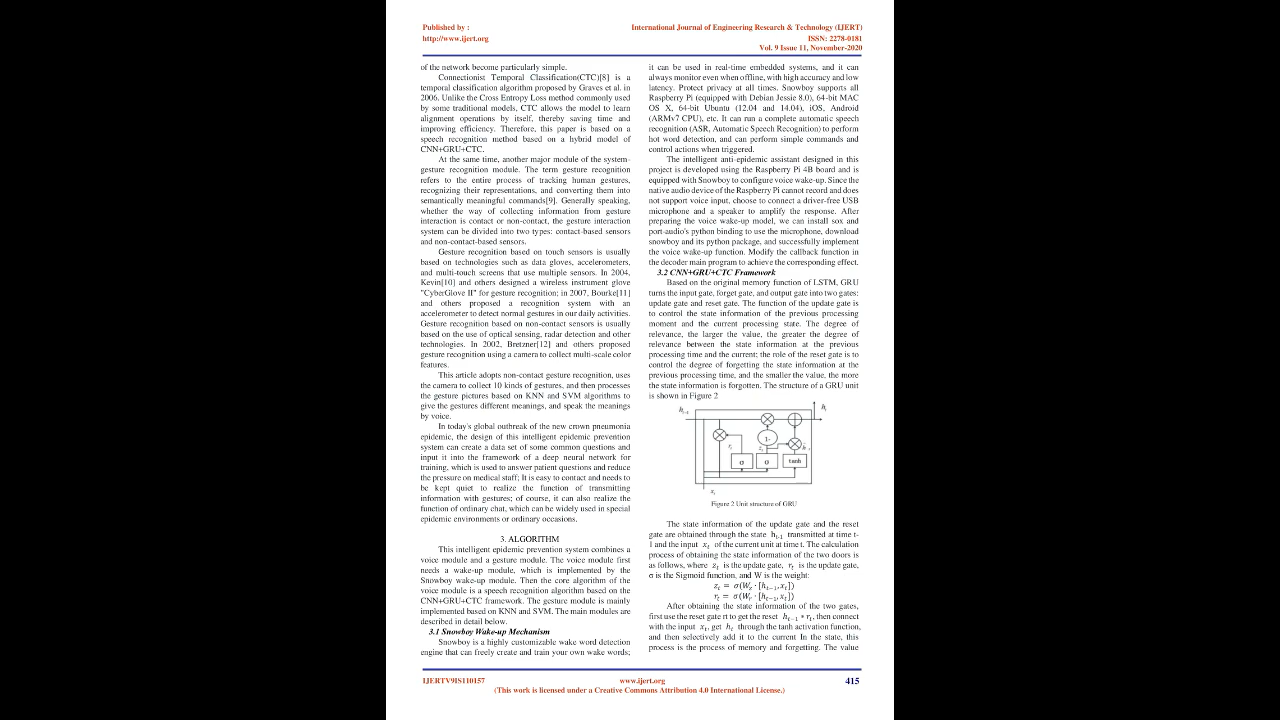 Published by :
http://www.ijert.org
International Journal of Engineering Research & Technology (IJERT)
ISSN: 2278-0181
Vol. 9 Issue 11, November-2020
of the network become particularly simple.
Connectionist Temporal Classification(CTC)[8] is a
temporal classification algorithm proposed by Graves et al. in
2006. Unlike the Cross Entropy Loss method commonly used
by some traditional models, CTC allows the model to learn
alignment operations by itself, thereby saving time and
improving efficiency. Therefore, this paper is based on a
speech recognition method based on a hybrid model of
CNN+GRU+CTC.
At the same time, another major module of the system-
gesture recognition module. The term gesture recognition
refers to the entire process of tracking human gestures,
recognizing their representations, and converting them into
semantically meaningful commands[9]. Generally speaking,
whether the way of collecting information from gesture
interaction is contact or non-contact, the gesture interaction
system can be divided into two types: contact-based sensors
and non-contact-based sensors.
Gesture recognition based on touch sensors is usually
based on technologies such as data gloves, accelerometers,
and multi-touch screens that use multiple sensors. In 2004,
Kevin[10] and others designed a wireless instrument glove
"CyberGlove II" for gesture recognition; in 2007, Bourke[11]
and others proposed a recognition system with an
accelerometer to detect normal gestures in our daily activities.
Gesture recognition based on non-contact sensors is usually
based on the use of optical sensing, radar detection and other
technologies. In 2002, Bretzner[12] and others proposed
gesture recognition using a camera to collect multi-scale color
features.
This article adopts non-contact gesture recognition, uses
the camera to collect 10 kinds of gestures, and then processes
the gesture pictures based on KNN and SVM algorithms to
give the gestures different meanings, and speak the meanings
by voice.
In today's global outbreak of the new crown pneumonia
epidemic, the design of this intelligent epidemic prevention
system can create a data set of some common questions and
input it into the framework of a deep neural network for
training, which is used to answer patient questions and reduce
the pressure on medical staff; It is easy to contact and needs to
be kept quiet to realize the function of transmitting
information with gestures; of course, it can also realize the
function of ordinary chat, which can be widely used in special
epidemic environments or ordinary occasions.
3. ALGORITHM
This intelligent epidemic prevention system combines a
voice module and a gesture module. The voice module first
needs a wake-up module, which is implemented by the
Snowboy wake-up module. Then the core algorithm of the
voice module is a speech recognition algorithm based on the
CNN+GRU+CTC framework. The gesture module is mainly
implemented based on KNN and SVM. The main modules are
described in detail below.
3.1 Snowboy Wake-up Mechanism
Snowboy is a highly customizable wake word detection
engine that can freely create and train your own wake words;
it can be used in real-time embedded systems, and it can
always monitor even when offline, with high accuracy and low
latency. Protect privacy at all times. Snowboy supports all
Raspberry Pi (equipped with Debian Jessie 8.0), 64-bit MAC
OS X, 64-bit Ubuntu (12.04 and 14.04), iOS, Android
(ARMv7 CPU), etc. It can run a complete automatic speech
recognition (ASR, Automatic Speech Recognition) to perform
hot word detection, and can perform simple commands and
control actions when triggered.
The intelligent anti-epidemic assistant designed in this
project is developed using the Raspberry Pi 4B board and is
equipped with Snowboy to configure voice wake-up. Since the
native audio device of the Raspberry Pi cannot record and does
not support voice input, choose to connect a driver-free USB
microphone and a speaker to amplify the response. After
preparing the voice wake-up model, we can install sox and
port-audio's python binding to use the microphone, download
snowboy and its python package, and successfully implement
the voice wake-up function. Modify the callback function in
the decoder main program to achieve the corresponding effect.
3.2 CNN+GRU+CTC Framework
Based on the original memory function of LSTM, GRU
turns the input gate, forget gate, and output gate into two gates:
update gate and reset gate. The function of the update gate is
to control the state information of the previous processing
moment and the current processing state. The degree of
relevance, the larger the value, the greater the degree of
relevance between the state information at the previous
processing time and the current; the role of the reset gate is to
control the degree of forgetting the state information at the
previous processing time, and the smaller the value, the more
the state information is forgotten. The structure of a GRU unit
is shown in Figure 2
h_{t-1}
h_t
1-
r_t
z_t
σ
σ
tanh
x_t
Figure 2 Unit structure of GRU
The state information of the update gate and the reset
gate are obtained through the state h_{t-1} transmitted at time t-
1 and the input x_t of the current unit at time t. The calculation
process of obtaining the state information of the two doors is
as follows, where z_t is the update gate, r_t is the update gate,
σ is the Sigmoid function, and W is the weight:
z_t = σ(W_z · [h_{t−1}, x_t])
r_t = σ(W_r · [h_{t−1}, x_t])
After obtaining the state information of the two gates,
first use the reset gate rt to get the reset h_{t−1} * r_t, then connect
with the input x_t, get h_t through the tanh activation function,
and then selectively add it to the current In the state, this
process is the process of memory and forgetting. The value
IJERTV9IS110157
www.ijert.org
415
(This work is licensed under a Creative Commons Attribution 4.0 International License.)